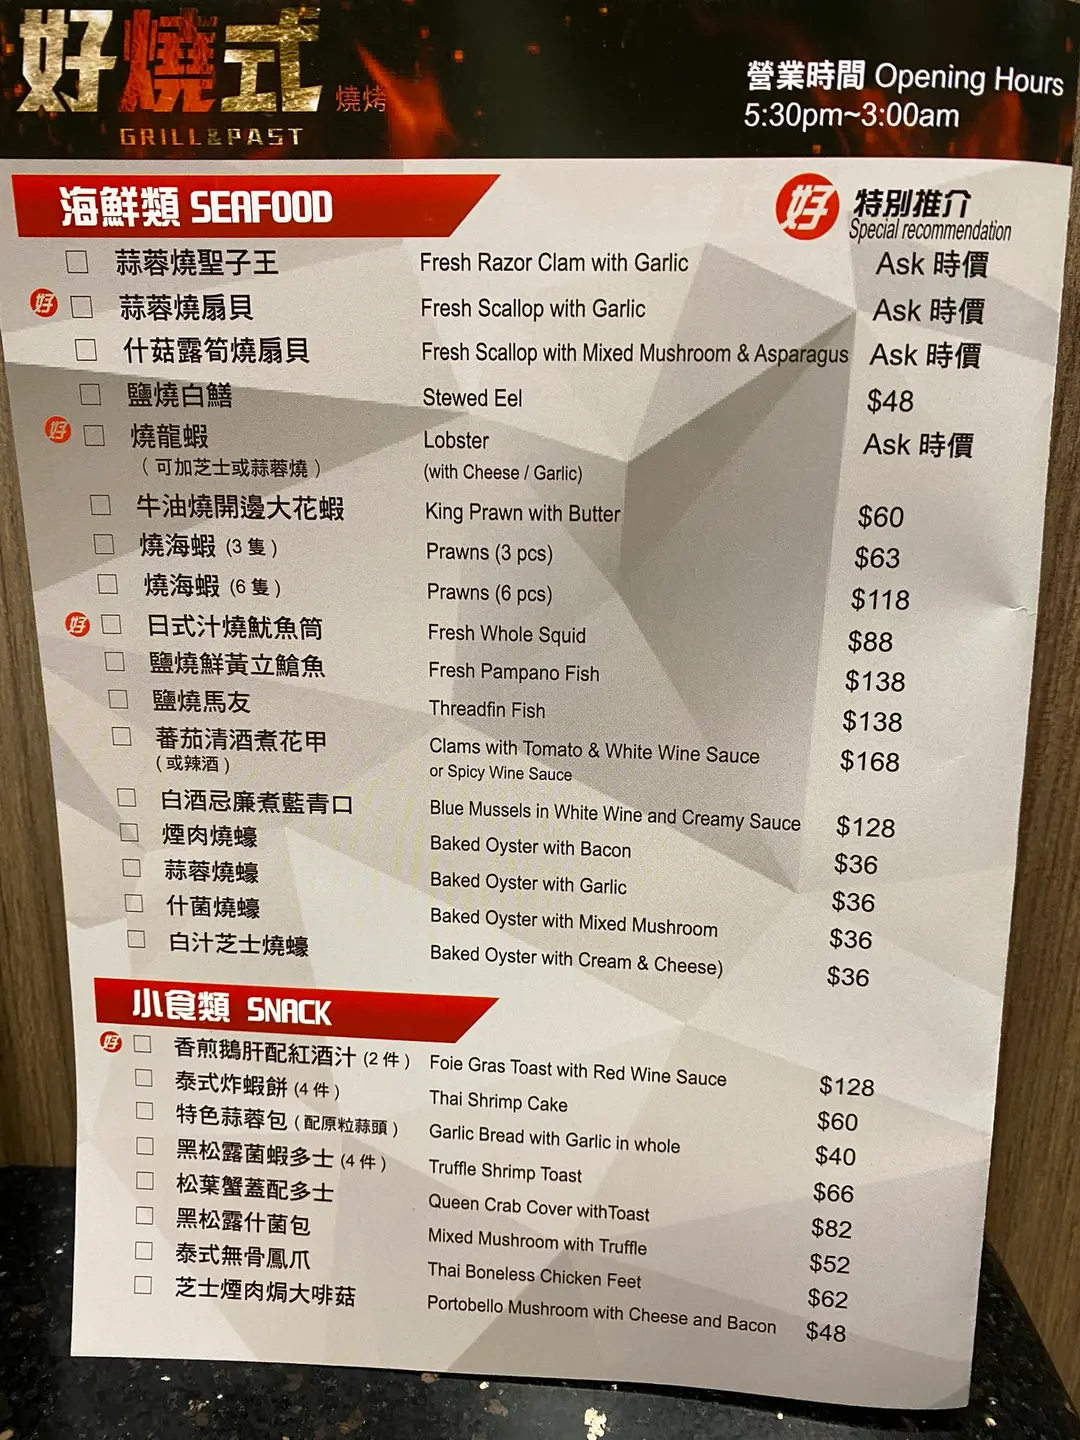 好燒式 燒烤
GRILL&PAST
營業時間 Opening Hours
5:30pm~3:00am
海鮮類 SEAFOOD
好 特別推介
Special recommendation
蒜蓉燒聖子王 Fresh Razor Clam with Garlic Ask 時價
好 蒜蓉燒扇貝 Fresh Scallop with Garlic Ask 時價
什菇露筍燒扇貝 Fresh Scallop with Mixed Mushroom & Asparagus Ask 時價
鹽燒白鱔 Stewed Eel $48
好 燒龍蝦 Lobster Ask 時價
（可加芝士或蒜蓉燒） (with Cheese / Garlic)
牛油燒開邊大花蝦 King Prawn with Butter $60
燒海蝦 (3 隻) Prawns (3 pcs) $63
燒海蝦 (6 隻) Prawns (6 pcs) $118
好 日式汁燒魷魚筒 Fresh Whole Squid $88
鹽燒鮮黃立鯧魚 Fresh Pampano Fish $138
鹽燒馬友 Threadfin Fish $138
蕃茄清酒煮花甲 Clams with Tomato & White Wine Sauce $168
(或辣酒) or Spicy Wine Sauce
白酒忌廉煮藍青口 Blue Mussels in White Wine and Creamy Sauce $128
煙肉燒蠔 Baked Oyster with Bacon $36
蒜蓉燒蠔 Baked Oyster with Garlic $36
什菌燒蠔 Baked Oyster with Mixed Mushroom $36
白汁芝士燒蠔 Baked Oyster with Cream & Cheese) $36
小食類 SNACK
好 香煎鵝肝配紅酒汁 (2 件) Foie Gras Toast with Red Wine Sauce $128
泰式炸蝦餅 (4 件) Thai Shrimp Cake $60
特色蒜蓉包 (配原粒蒜頭) Garlic Bread with Garlic in whole $40
黑松露菌蝦多士 (4 件) Truffle Shrimp Toast $66
松葉蟹蓋配多士 Queen Crab Cover withToast $82
黑松露什菌包 Mixed Mushroom with Truffle $52
泰式無骨鳳爪 Thai Boneless Chicken Feet $62
芝士煙肉焗大啡菇 Portobello Mushroom with Cheese and Bacon $48